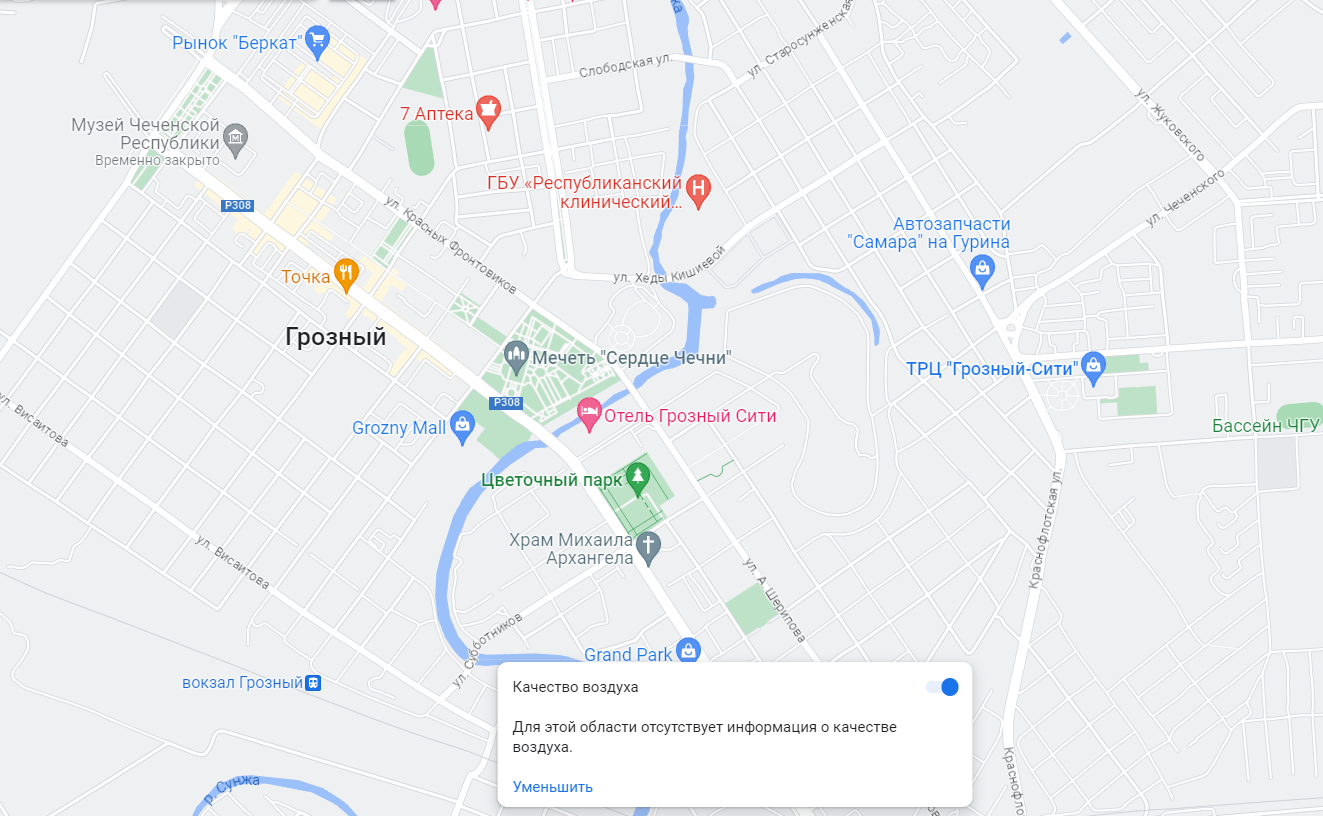 Рынок "Беркат"
Слободская ул.
ул. Старосунженская
ул. Жуковского
7 Аптека
Музей Чеченской
Республики
Временно закрыто
ГБУ «Республиканский
клинический...
Р308
ул. Чеченского
ул. Красных Фронтовиков
Автозапчасти
"Самара" на Гурина
ул. Хеды Кишиевой
Точка
Грозный
Мечеть "Сердце Чечни"
ТРЦ "Грозный-Сити"
Р308
ул. Висаитова
Отель Грозный Сити
Grozny Mall
Бассейн ЧГУ
Цветочный парк
Краснофлотская ул.
Храм Михаила
Архангела
ул. Висаитова
ул. А. Шерипова
ул. Субботников
Grand Park
вокзал Грозный
Качество воздуха
Для этой области отсутствует информация о качестве
воздуха.
Уменьшить
р. Сунжа
Краснофло